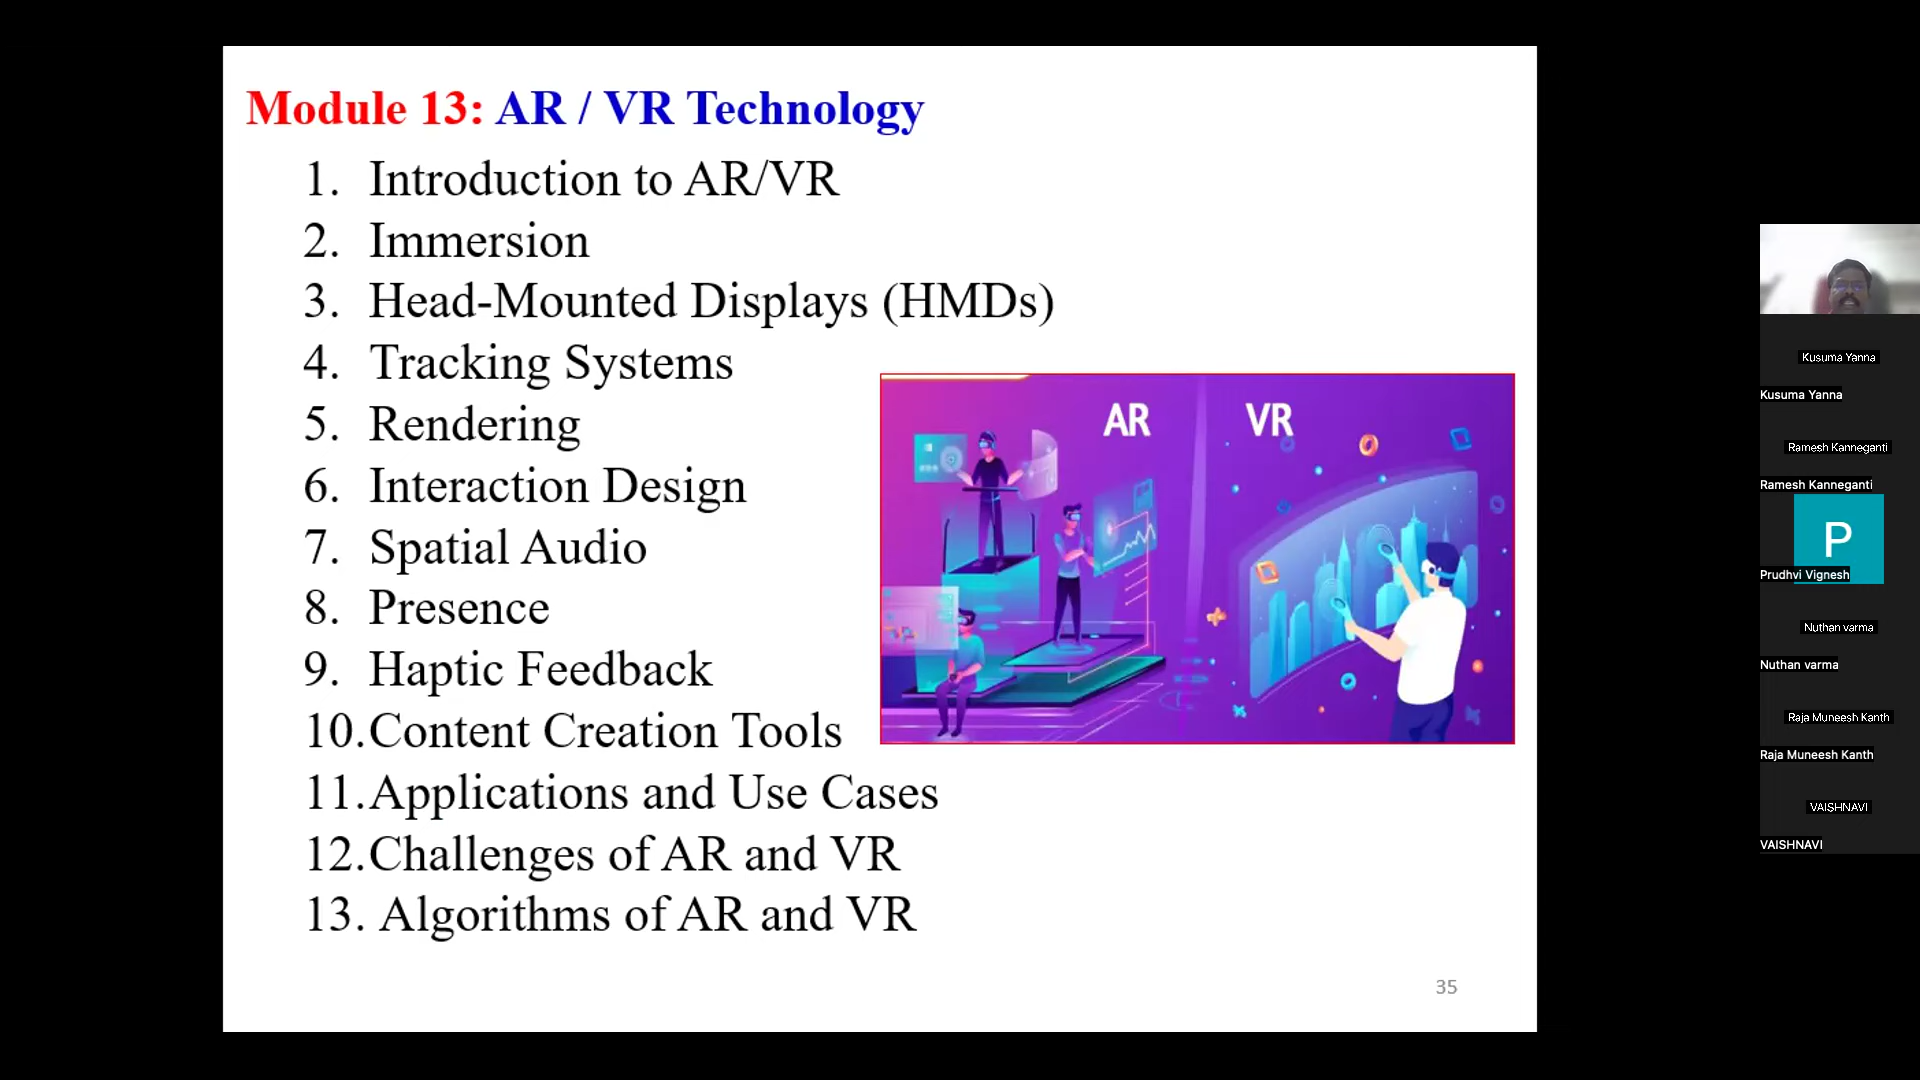 Module 13: AR / VR Technology
1. Introduction to AR/VR
2. Immersion
3. Head-Mounted Displays (HMDs)
4. Tracking Systems
5. Rendering
6. Interaction Design
7. Spatial Audio
8. Presence
9. Haptic Feedback
10.Content Creation Tools
11.Applications and Use Cases
12.Challenges of AR and VR
13. Algorithms of AR and VR
AR VR
35
Kusuma Yanna
Kusuma Yanna
Ramesh Kanneganti
Ramesh Kanneganti
P
Prudhvi Vignesh
Nuthan varma
Nuthan varma
Raja Muneesh Kanth
Raja Muneesh Kanth
VAISHNAVI
VAISHNAVI